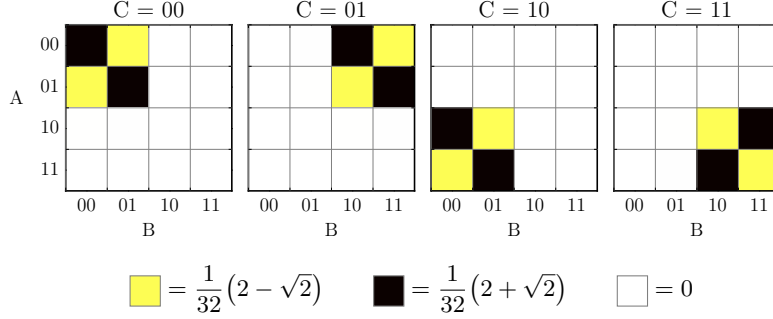 C = 00 C = 01 C = 10 C = 11
00
01
A
10
11
00 01 10 11 00 01 10 11 00 01 10 11 00 01 10 11
B B B B
= 1/32 (2 − √2) = 1/32 (2 + √2) = 0